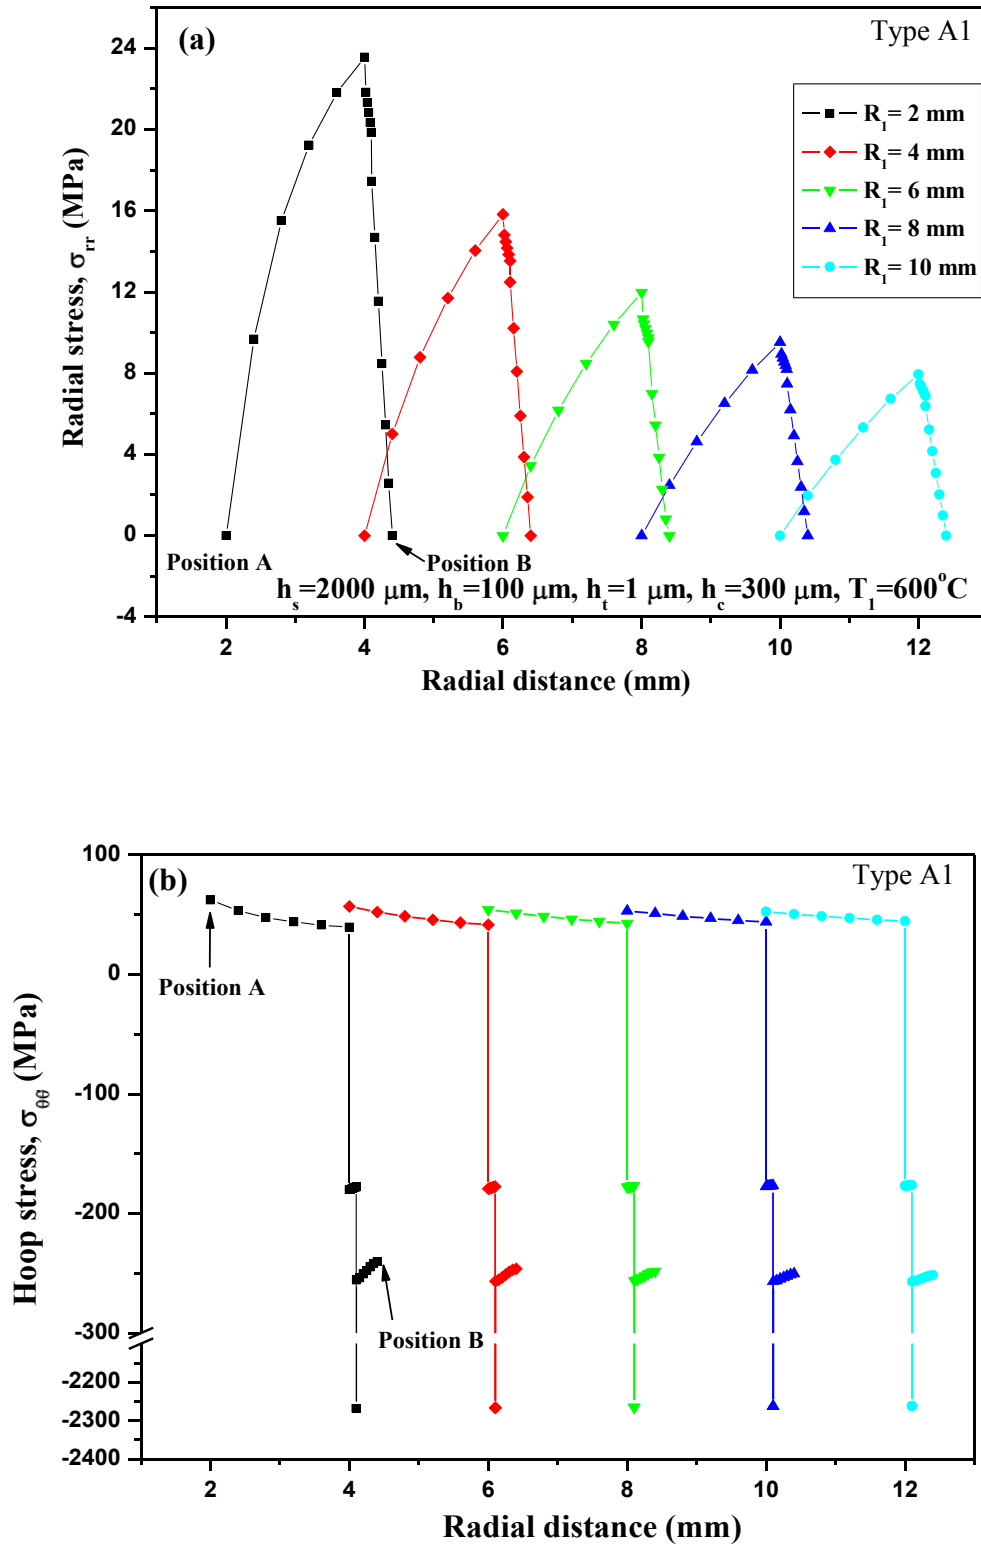 (a)
Type A1
24
20
16
12
8
4
0
-4
Radial stress, σrr (MPa)
R1= 2 mm
R1= 4 mm
R1= 6 mm
R1= 8 mm
R1= 10 mm
Position A
Position B
hs=2000 μm, hb=100 μm, ht=1 μm, hc=300 μm, T1=600°C
2 4 6 8 10 12
Radial distance (mm)
(b)
Type A1
100
0
-100
-200
-300
-2200
-2300
-2400
Hoop stress, σθθ (MPa)
Position A
Position B
2 4 6 8 10 12
Radial distance (mm)